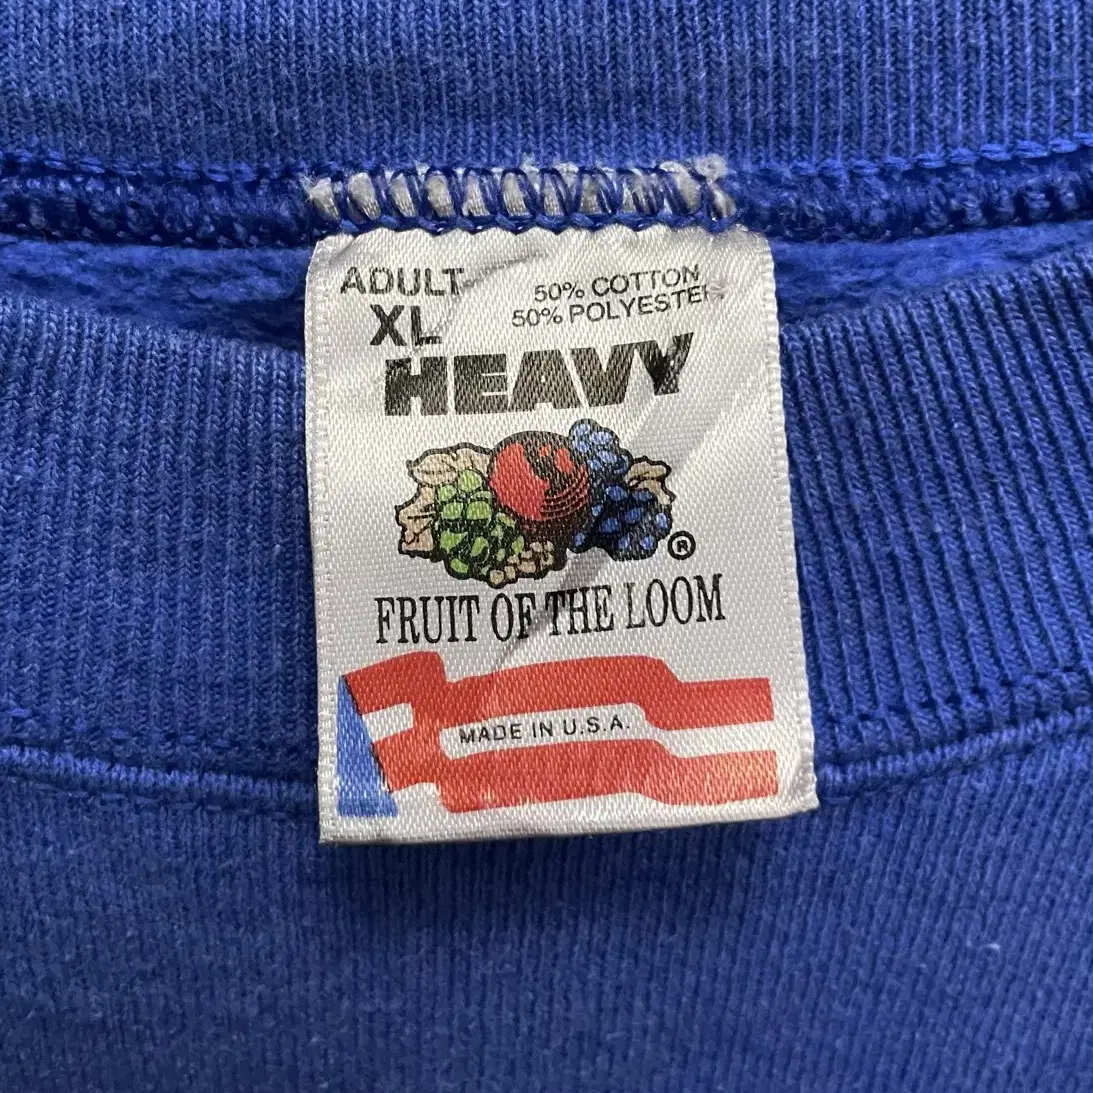 ADULT
XL
50% COTTON
50% POLYESTER
HEAVY
®
FRUIT OF THE LOOM
MADE IN U.S.A.